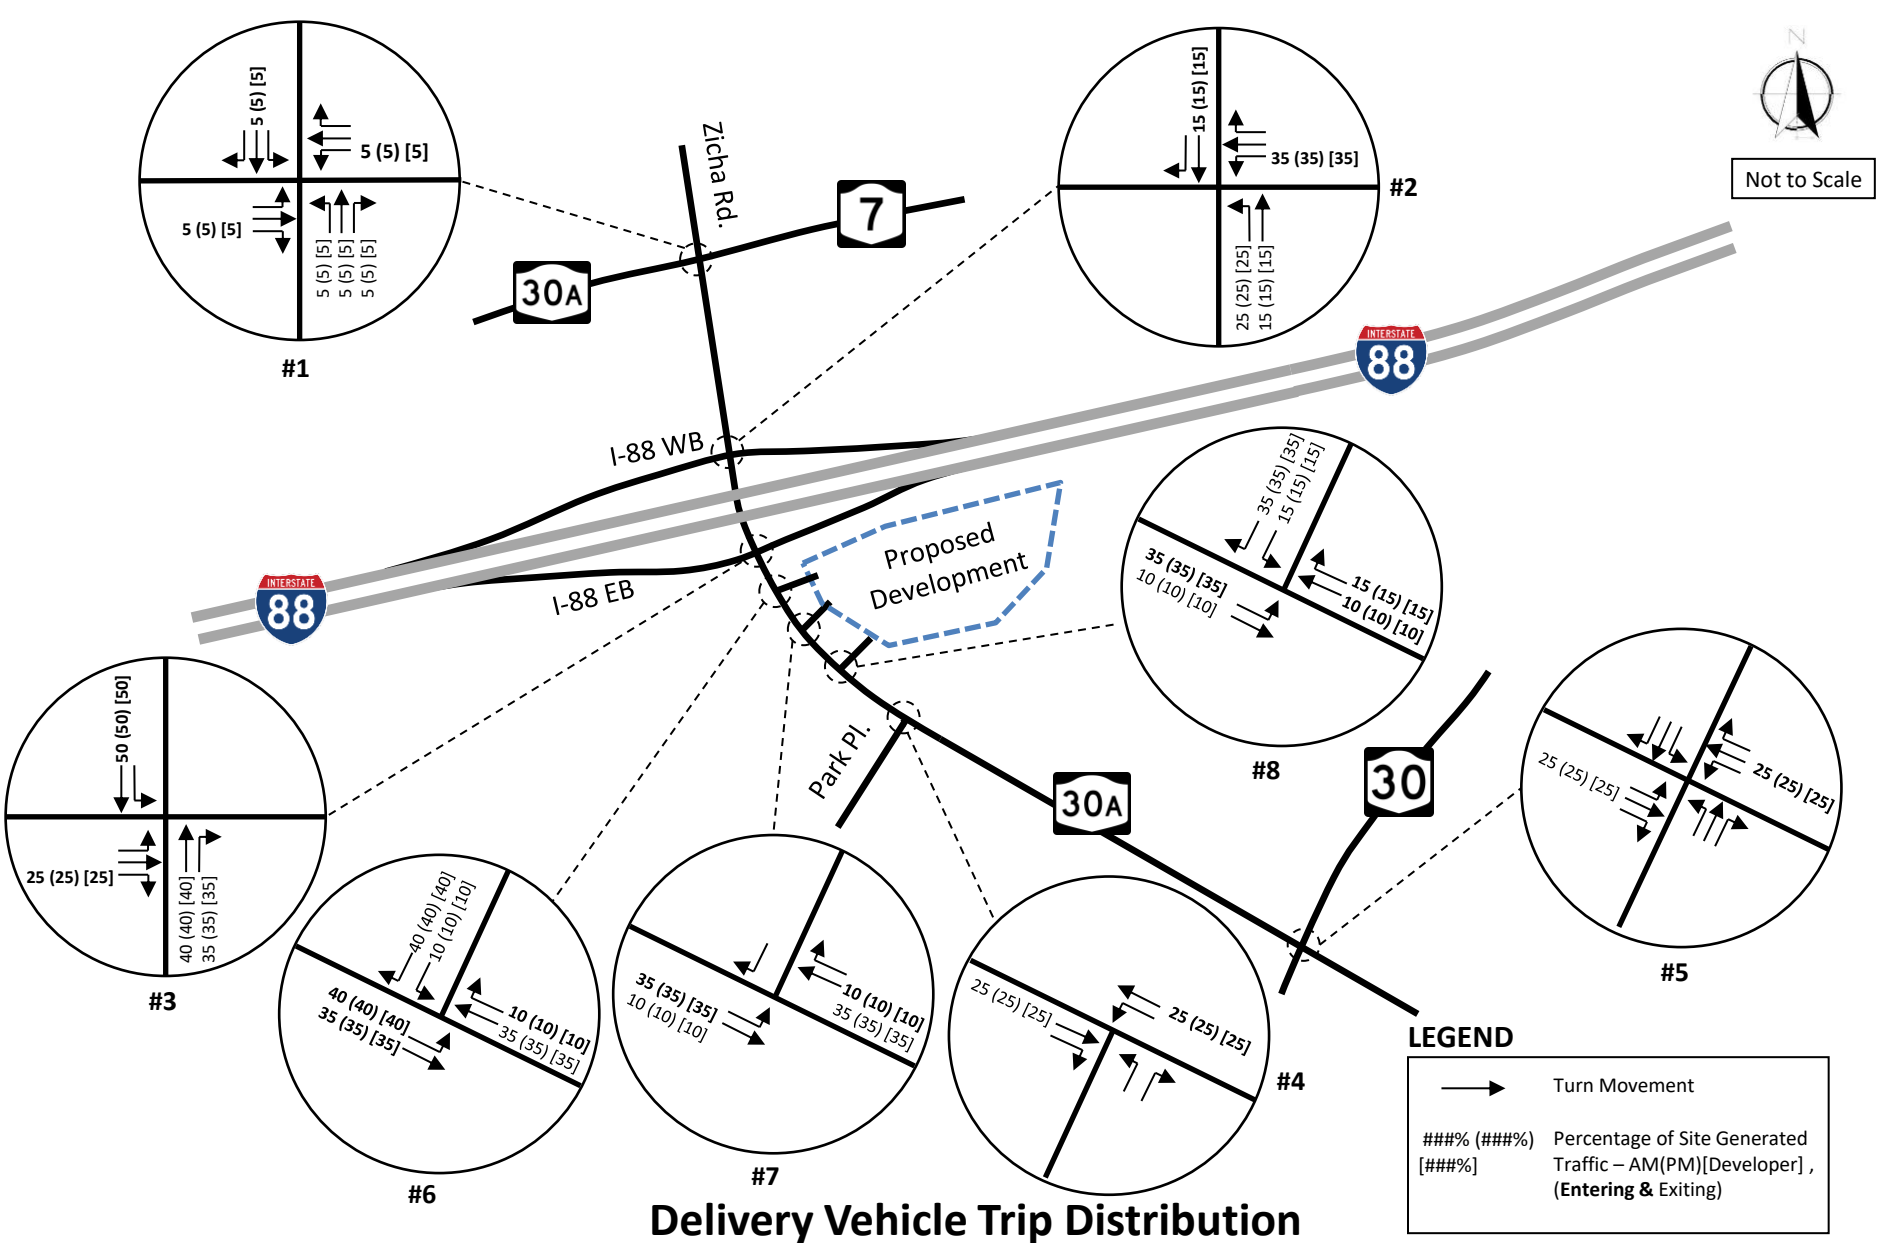 5 (5) [5]
5 (5) [5]
5 (5) [5]
5 (5) [5]
5 (5) [5]
5 (5) [5]
#1
Zicha Rd.
7
30A
15 (15) [15]
35 (35) [35]
25 (25) [25]
15 (15) [15]
#2
N
Not to Scale
INTERSTATE
88
I-88 WB
I-88 EB
INTERSTATE
88
Proposed
Development
35 (35) [35]
15 (15) [15]
35 (35) [35]
10 (10) [10]
15 (15) [15]
10 (10) [10]
#8
50 (50) [50]
25 (25) [25]
40 (40) [40]
35 (35) [35]
#3
Park Pl.
30A
30
25 (25) [25]
25 (25) [25]
#5
40 (40) [40]
10 (10) [10]
40 (40) [40]
35 (35) [35]
10 (10) [10]
35 (35) [35]
#6
35 (35) [35]
10 (10) [10]
10 (10) [10]
35 (35) [35]
#7
25 (25) [25]
25 (25) [25]
#4
LEGEND
Turn Movement
###% (###%)
[###%]
Percentage of Site Generated
Traffic – AM(PM)[Developer] ,
(Entering & Exiting)
Delivery Vehicle Trip Distribution